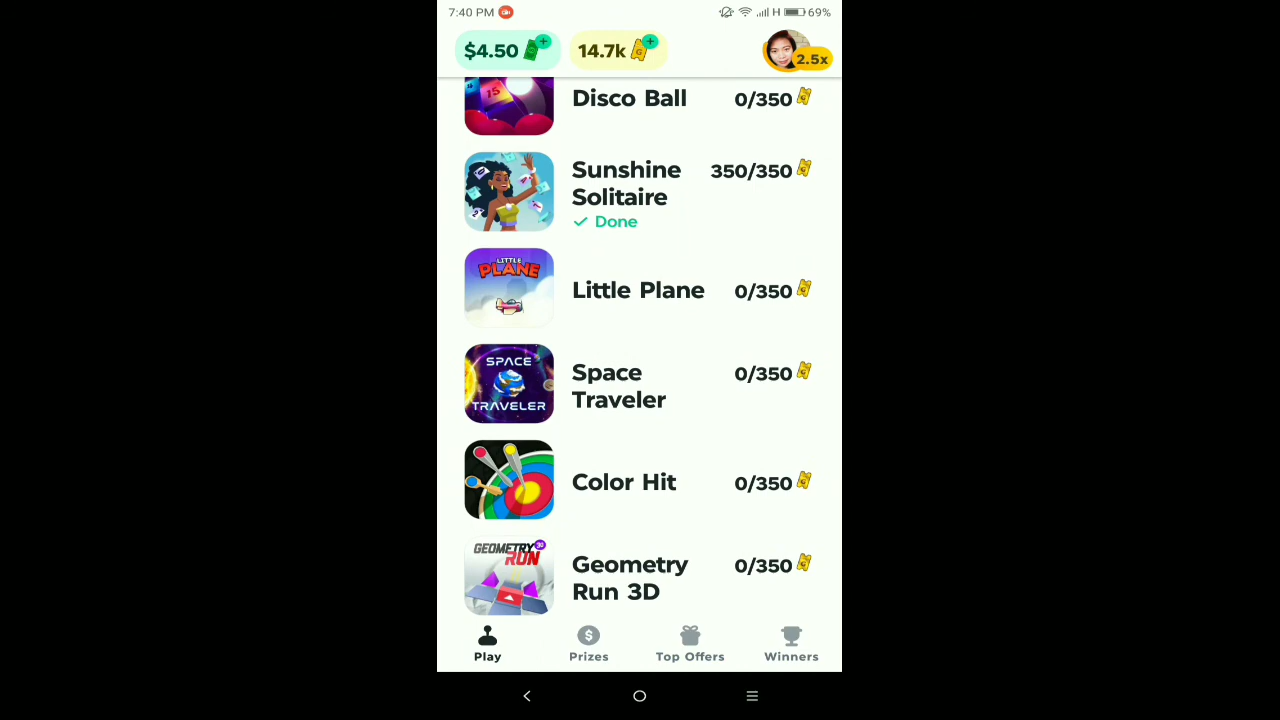 7:40 PM H 69%
$4.50 14.7k 2.5x
15 Disco Ball 0/350
Sunshine 350/350
Solitaire
Done
LITTLE
PLANE
Little Plane 0/350
SPACE
TRAVELER
Space 0/350
Traveler
Color Hit 0/350
GEOMETRY
RUN
Geometry 0/350
Run 3D
Play Prizes Top Offers Winners